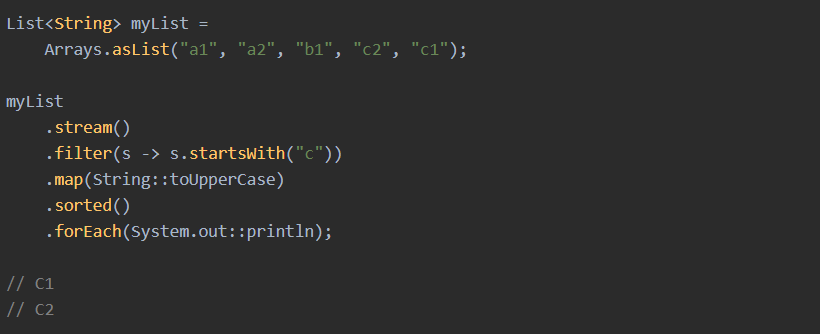 List<String> myList =
    Arrays.asList("a1", "a2", "b1", "c2", "c1");

myList
    .stream()
    .filter(s -> s.startsWith("c"))
    .map(String::toUpperCase)
    .sorted()
    .forEach(System.out::println);

// C1
// C2